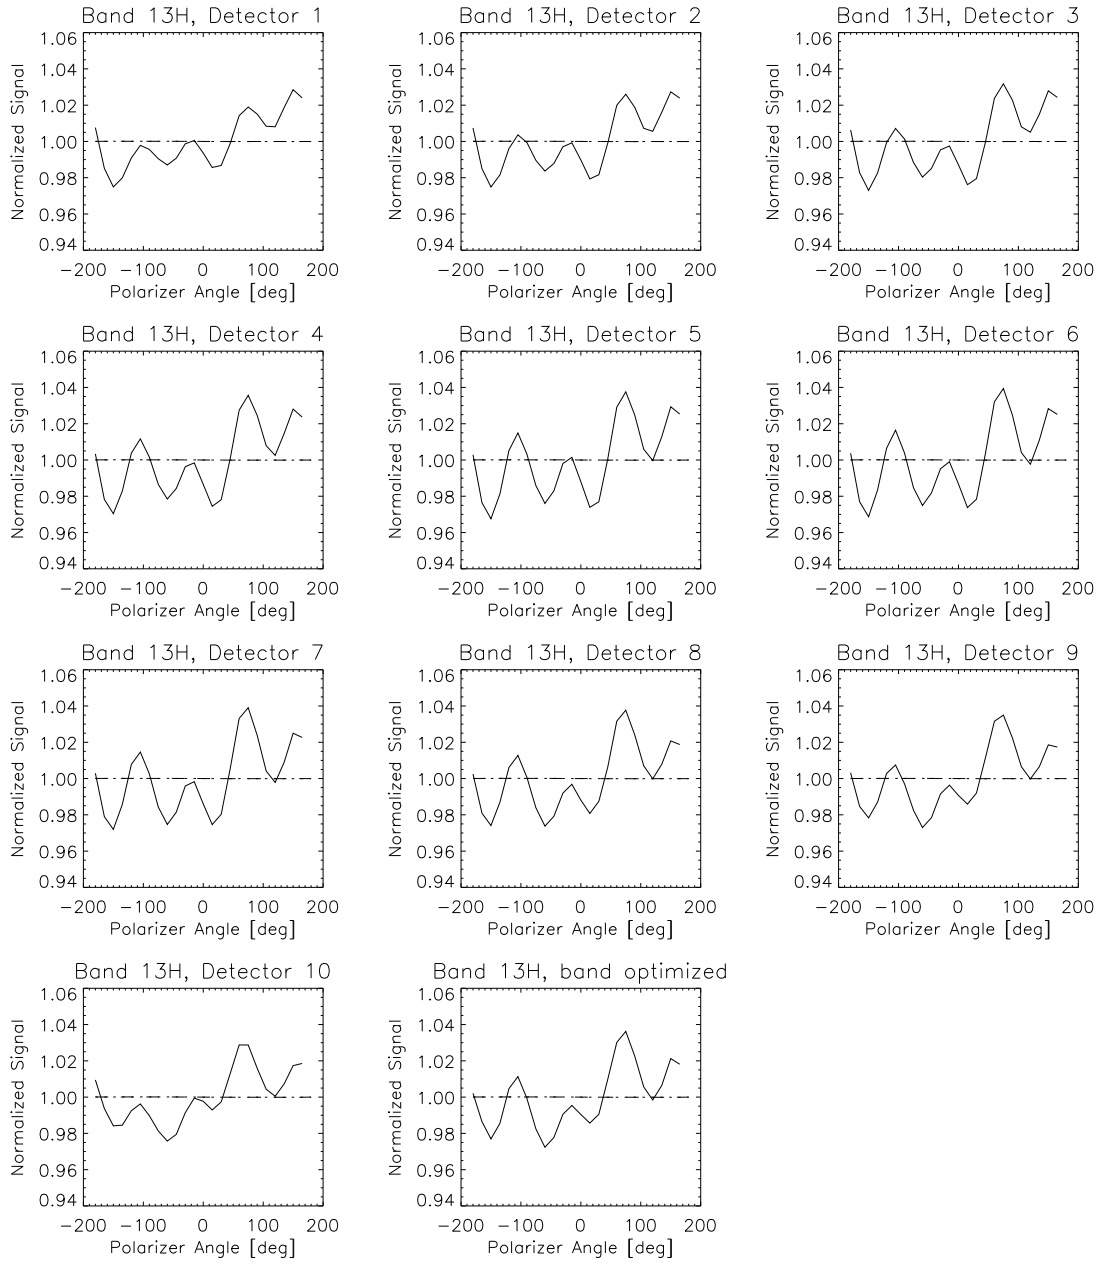 Band 13H, Detector 1
Normalized Signal
1.06
1.04
1.02
1.00
0.98
0.96
0.94
−200 −100 0 100 200
Polarizer Angle [deg]
Band 13H, Detector 2
Normalized Signal
1.06
1.04
1.02
1.00
0.98
0.96
0.94
−200 −100 0 100 200
Polarizer Angle [deg]
Band 13H, Detector 3
Normalized Signal
1.06
1.04
1.02
1.00
0.98
0.96
0.94
−200 −100 0 100 200
Polarizer Angle [deg]
Band 13H, Detector 4
Normalized Signal
1.06
1.04
1.02
1.00
0.98
0.96
0.94
−200 −100 0 100 200
Polarizer Angle [deg]
Band 13H, Detector 5
Normalized Signal
1.06
1.04
1.02
1.00
0.98
0.96
0.94
−200 −100 0 100 200
Polarizer Angle [deg]
Band 13H, Detector 6
Normalized Signal
1.06
1.04
1.02
1.00
0.98
0.96
0.94
−200 −100 0 100 200
Polarizer Angle [deg]
Band 13H, Detector 7
Normalized Signal
1.06
1.04
1.02
1.00
0.98
0.96
0.94
−200 −100 0 100 200
Polarizer Angle [deg]
Band 13H, Detector 8
Normalized Signal
1.06
1.04
1.02
1.00
0.98
0.96
0.94
−200 −100 0 100 200
Polarizer Angle [deg]
Band 13H, Detector 9
Normalized Signal
1.06
1.04
1.02
1.00
0.98
0.96
0.94
−200 −100 0 100 200
Polarizer Angle [deg]
Band 13H, Detector 10
Normalized Signal
1.06
1.04
1.02
1.00
0.98
0.96
0.94
−200 −100 0 100 200
Polarizer Angle [deg]
Band 13H, band optimized
Normalized Signal
1.06
1.04
1.02
1.00
0.98
0.96
0.94
−200 −100 0 100 200
Polarizer Angle [deg]